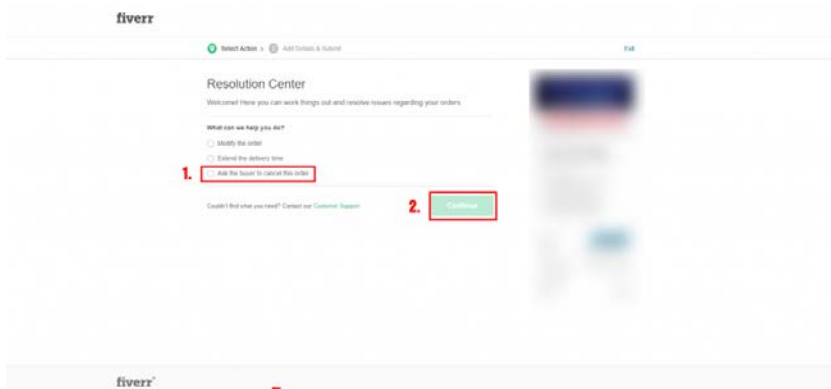 fiverr
Select Action > 2 Add Details & Submit
Exit
Resolution Center
Welcome! Here you can work things out and resolve issues regarding your orders.
What can we help you do?
Modify the order
Extend the delivery time
1. Ask the buyer to cancel this order
Couldn't find what you need? Contact our Customer Support
2. Continue
fiverr